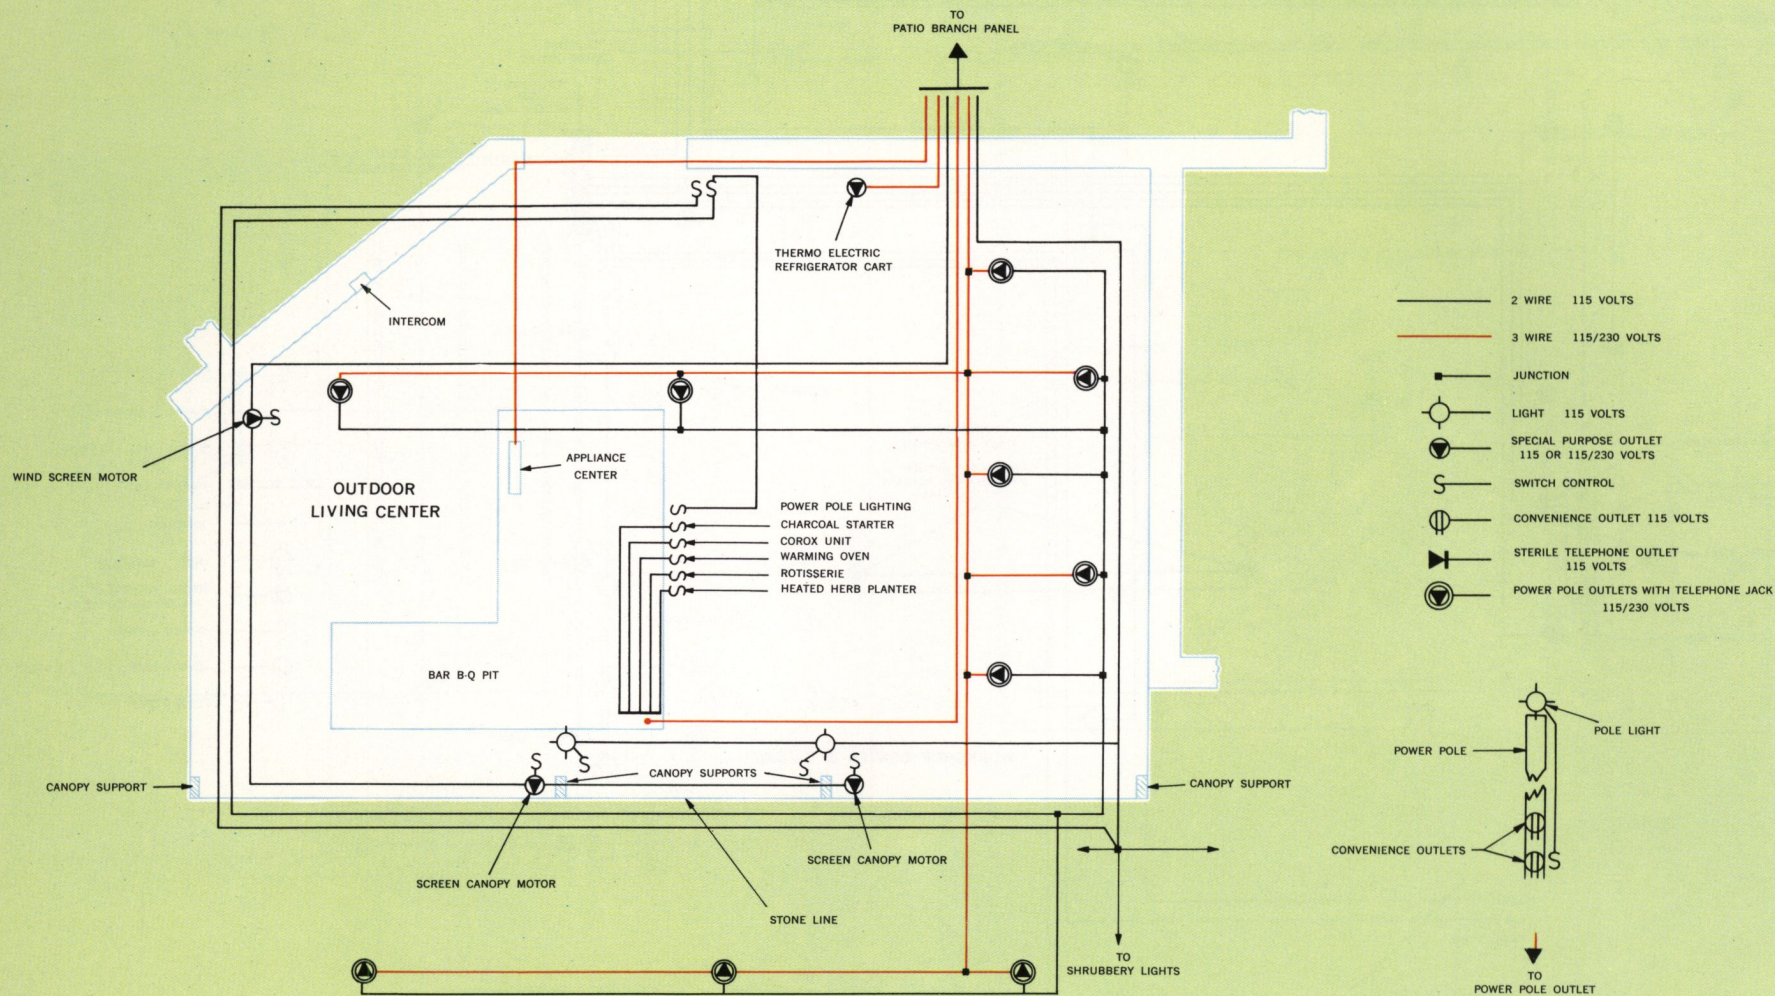 TO
PATIO BRANCH PANEL
THERMO ELECTRIC
REFRIGERATOR CART
INTERCOM
WIND SCREEN MOTOR
OUTDOOR
LIVING CENTER
APPLIANCE
CENTER
POWER POLE LIGHTING
CHARCOAL STARTER
COROX UNIT
WARMING OVEN
ROTISSERIE
HEATED HERB PLANTER
BAR B-Q PIT
CANOPY SUPPORT
CANOPY SUPPORTS
CANOPY SUPPORT
SCREEN CANOPY MOTOR
SCREEN CANOPY MOTOR
STONE LINE
TO
SHRUBBERY LIGHTS
2 WIRE 115 VOLTS
3 WIRE 115/230 VOLTS
JUNCTION
LIGHT 115 VOLTS
SPECIAL PURPOSE OUTLET
115 OR 115/230 VOLTS
SWITCH CONTROL
CONVENIENCE OUTLET 115 VOLTS
STERILE TELEPHONE OUTLET
115 VOLTS
POWER POLE OUTLETS WITH TELEPHONE JACK
115/230 VOLTS
POLE LIGHT
POWER POLE
CONVENIENCE OUTLETS
TO
POWER POLE OUTLET